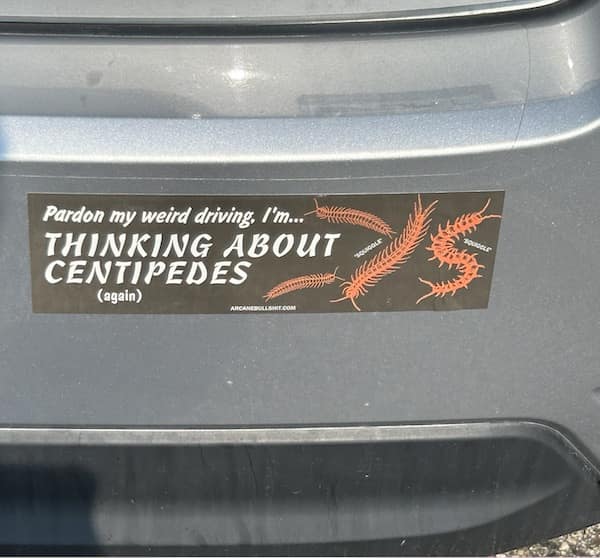 Pardon my weird driving, I'm...
THINKING ABOUT
CENTIPEDES
(again)
*SQUIGGLE*
*SQUIGGLE*
ARCANEBULLSHIT.COM